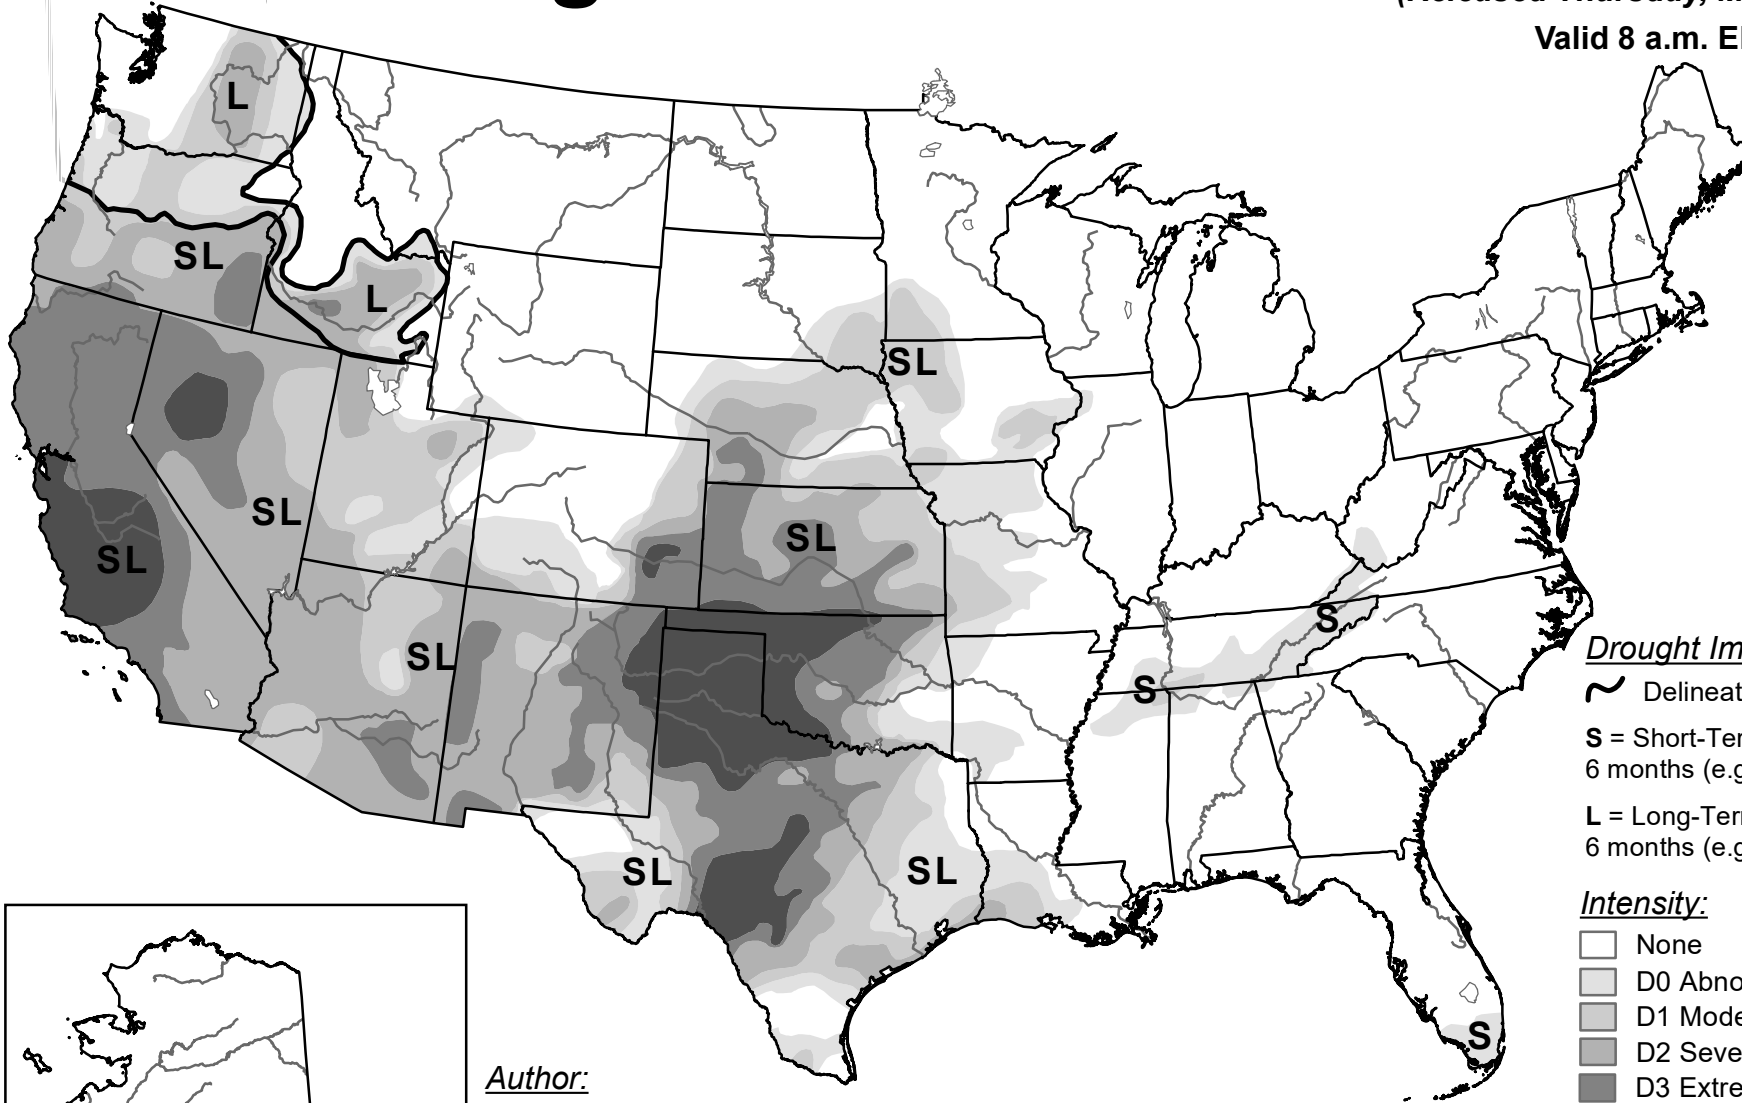 Valid 8 a.m. E
L
SL
L
SL
SL
SL
SL
S
SL
S
SL
SL
S
Drought Im
Delineat
S = Short-Ter
6 months (e.g
L = Long-Ter
6 months (e.g
Intensity:
None
D0 Abno
D1 Mode
D2 Seve
D3 Extre
Author: